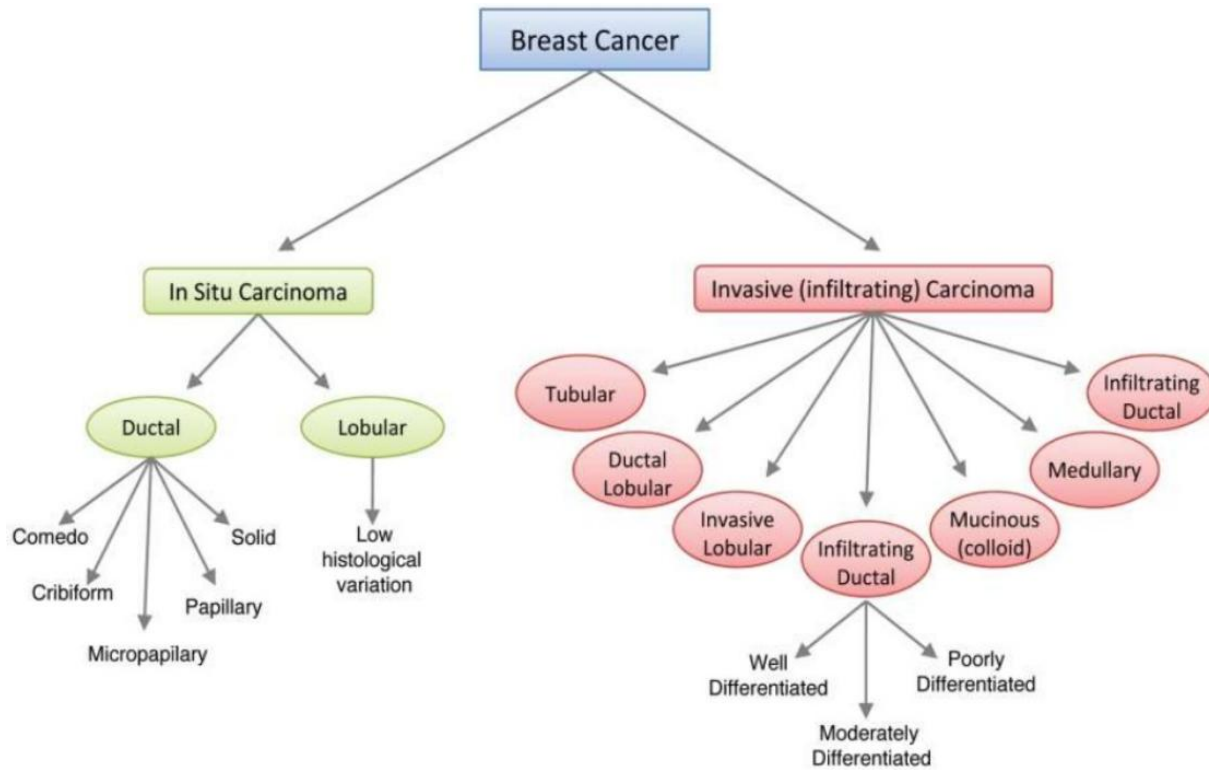 Breast Cancer
In Situ Carcinoma
Invasive (infiltrating) Carcinoma
Ductal
Lobular
Comedo
Cribiform
Micropapilary
Papillary
Solid
Low
histological
variation
Tubular
Ductal
Lobular
Invasive
Lobular
Infiltrating
Ductal
Mucinous
(colloid)
Medullary
Infiltrating
Ductal
Well
Differentiated
Moderately
Differentiated
Poorly
Differentiated